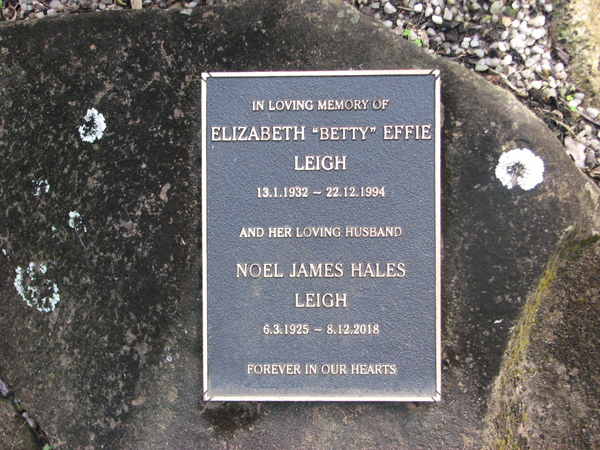 IN LOVING MEMORY OF
ELIZABETH "BETTY" EFFIE
LEIGH
13.1.1932 ~ 22.12.1994
AND HER LOVING HUSBAND
NOEL JAMES HALES
LEIGH
6.3.1925 ~ 8.12.2018
FOREVER IN OUR HEARTS